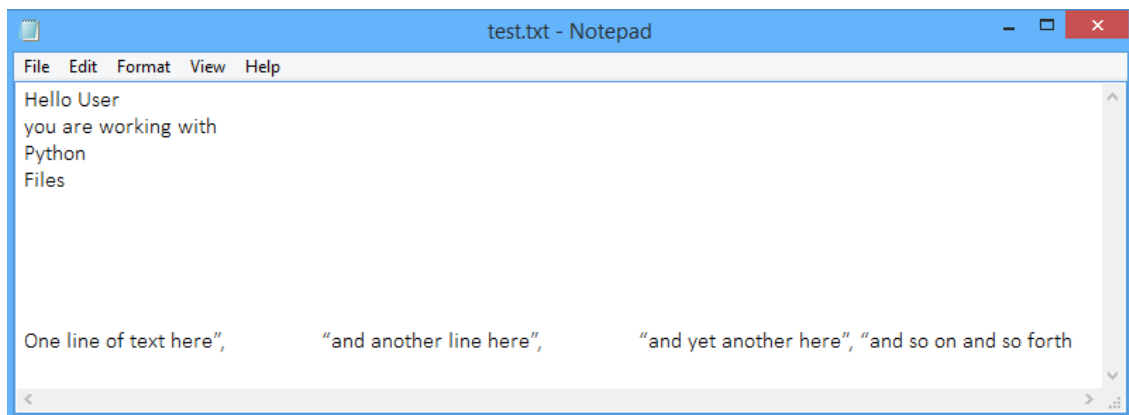 test.txt - Notepad
File Edit Format View Help
Hello User
you are working with
Python
Files
One line of text here”, “and another line here”, “and yet another here”, “and so on and so forth